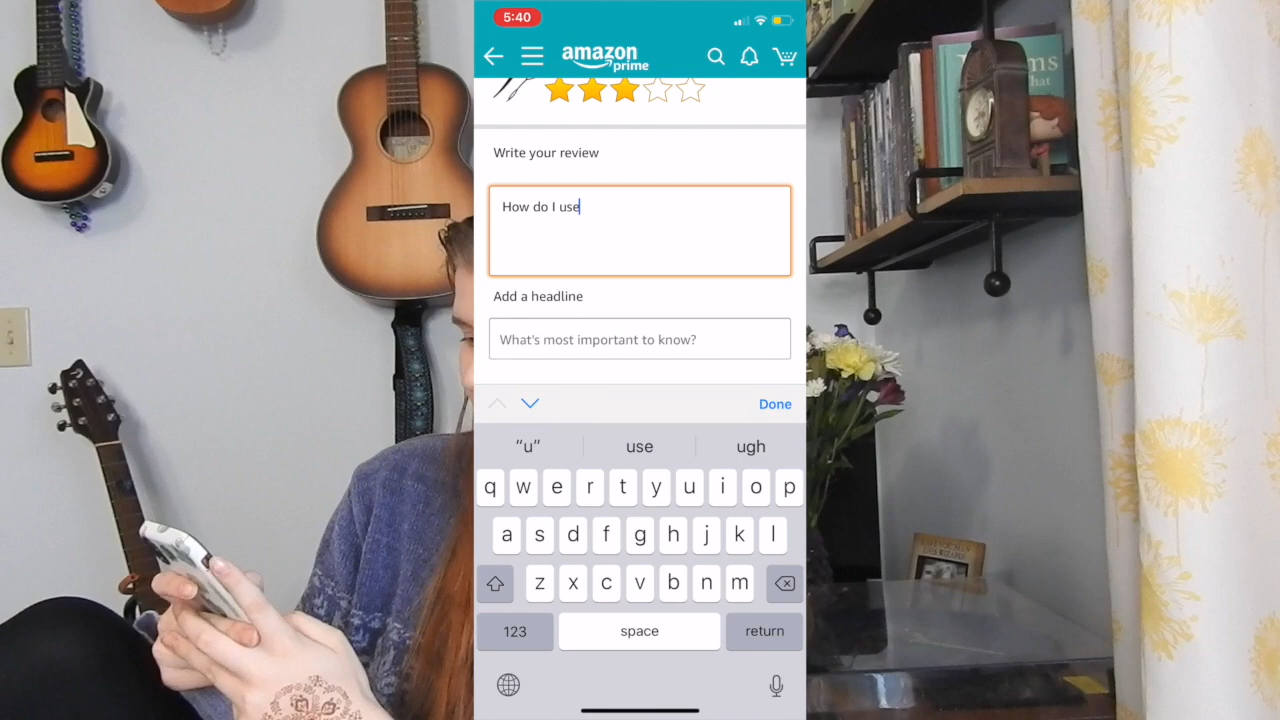 5:40
amazon
prime
Write your review
How do I use
Add a headline
What's most important to know?
Done
“u” use ugh
q w e r t y u i o p
a s d f g h j k l
z x c v b n m
123 space return